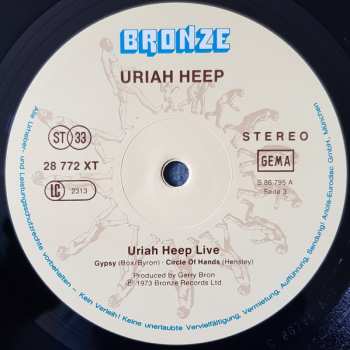 BRONZE
URIAH HEEP
ST 33
STEREO
28 772 XT
GEMA
LC 2313
S 86 795 A
Seite 3
Uriah Heep Live
Gypsy (Box/Byron) · Circle Of Hands (Hensley)
Produced by Gerry Bron
Ⓟ 1973 Bronze Records Ltd
Alle Urheber- und Leistungsschutzrechte vorbehalten – Kein Verleih! Keine unerlaubte Vervielfältigung, Vermietung, Aufführung, Sendung! Ariola-Eurodisc GmbH, München